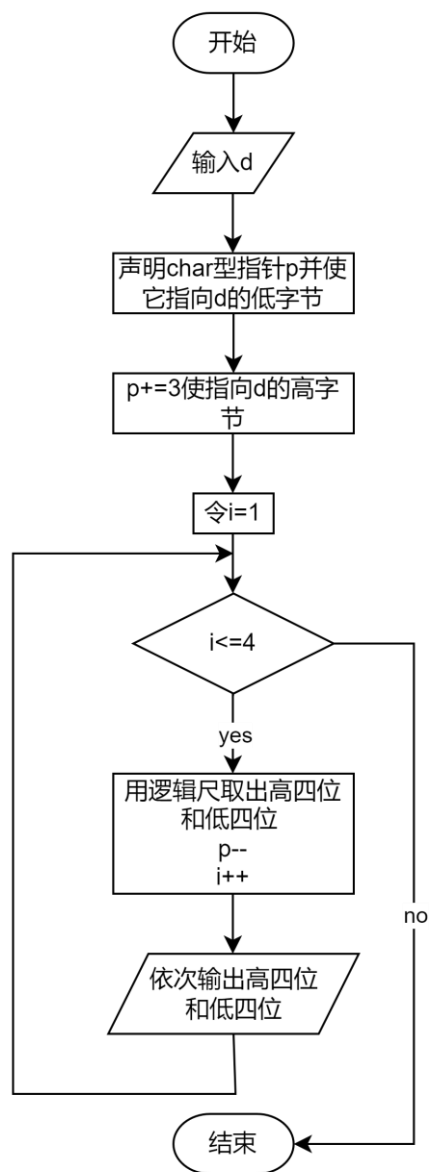 开始
输入d
声明char型指针p并使
它指向d的低字节
p+=3使指向d的高字
节
令i=1
i<=4
yes
用逻辑尺取出高四位
和低四位
p--
i++
no
依次输出高四位
和低四位
结束